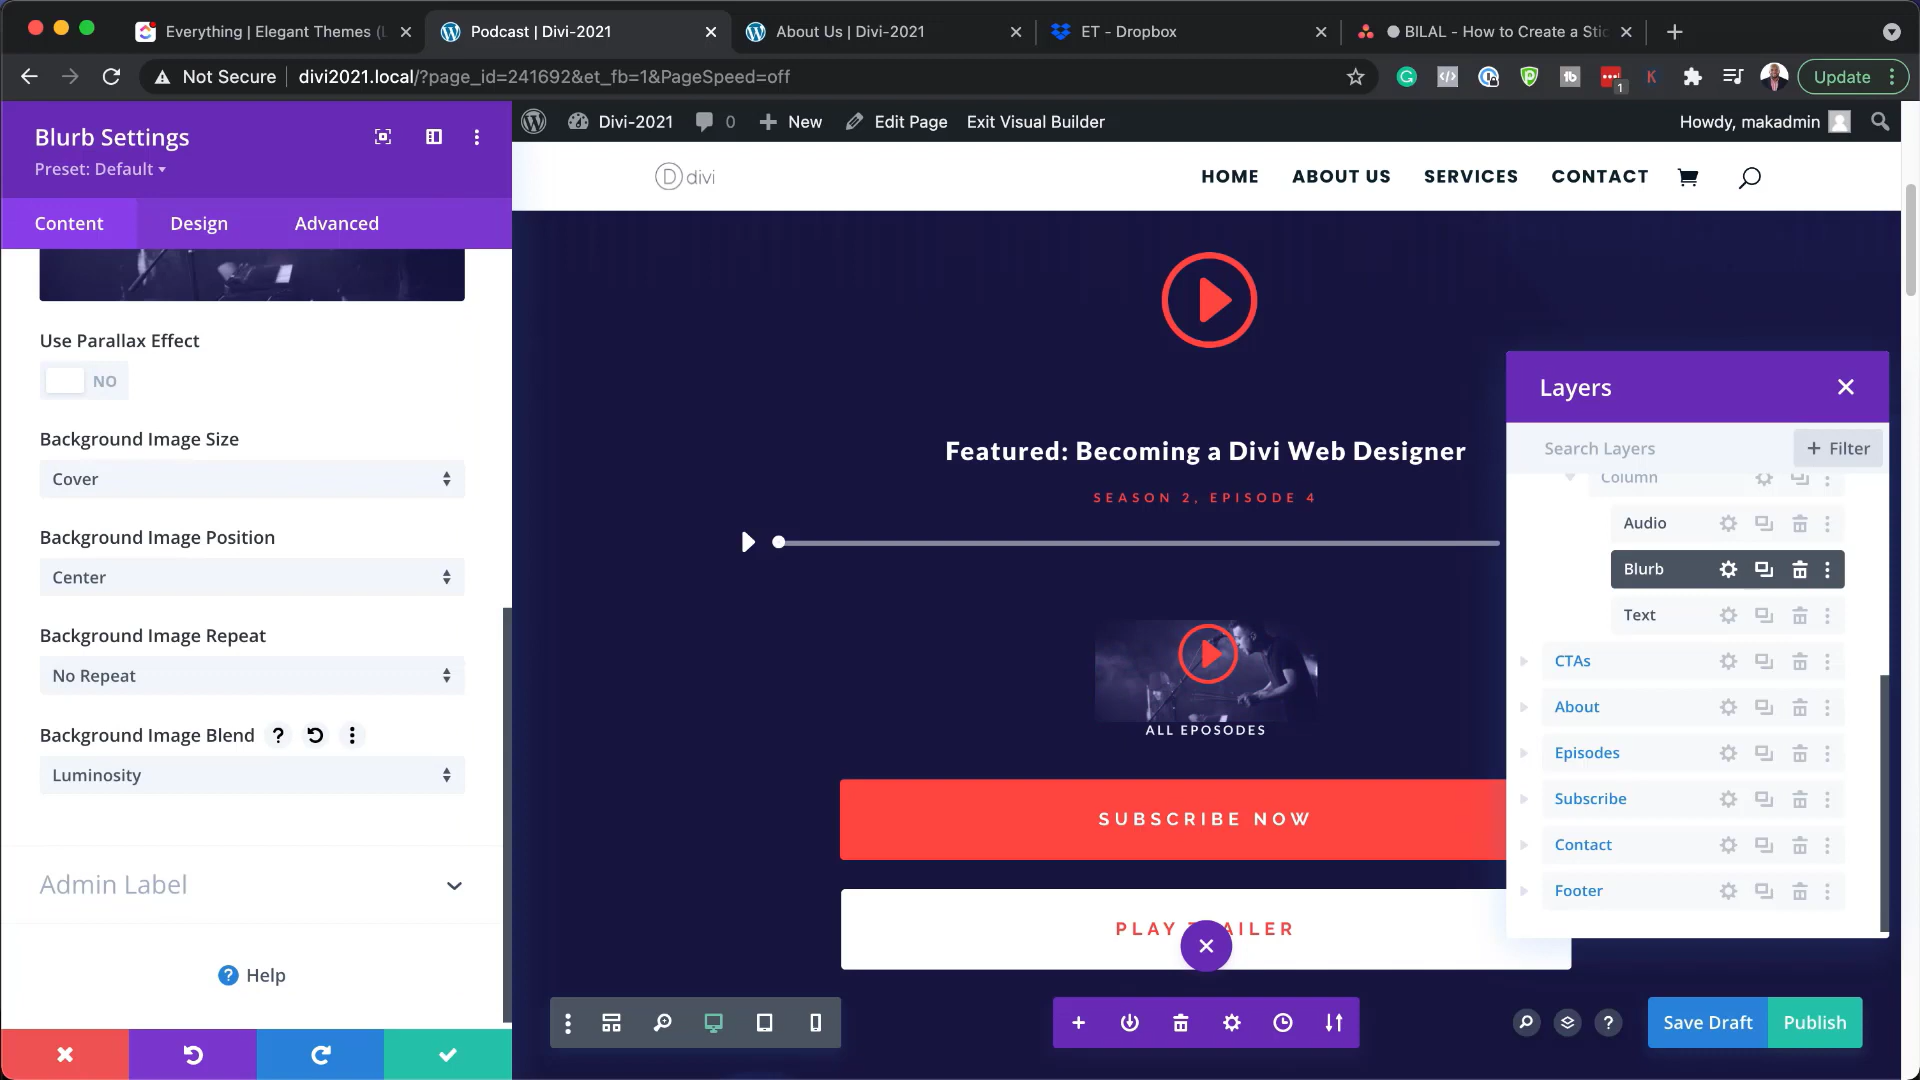 Everything | Elegant Themes (
Podcast | Divi-2021
About Us | Divi-2021
ET - Dropbox
BILAL - How to Create a Stic
Not Secure
divi2021.local/?page_id=241692&et_fb=1&PageSpeed=off
1
K
Update
Blurb Settings
Preset: Default
Content
Design
Advanced
Divi-2021
0
New
Edit Page
Exit Visual Builder
Howdy, makadmin
D divi
HOME
ABOUT US
SERVICES
CONTACT
Use Parallax Effect
NO
Background Image Size
Cover
Background Image Position
Center
Background Image Repeat
No Repeat
Background Image Blend
Luminosity
Admin Label
Help
Featured: Becoming a Divi Web Designer
SEASON 2, EPISODE 4
ALL EPOSODES
SUBSCRIBE NOW
PLAY T AILER
Layers
Search Layers
+ Filter
Column
Audio
Blurb
Text
CTAs
About
Episodes
Subscribe
Contact
Footer
Save Draft
Publish